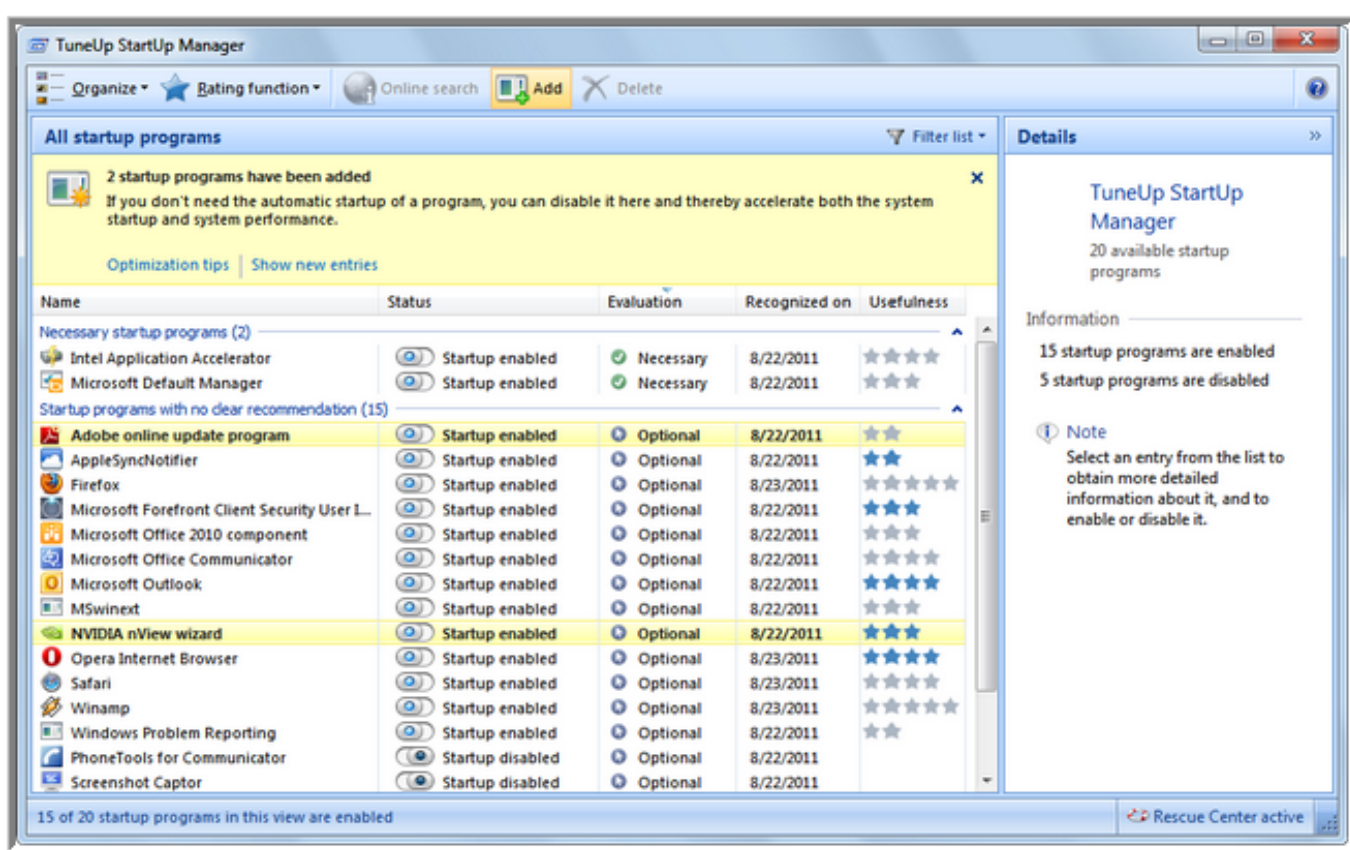 TuneUp StartUp Manager
Organize Rating function Online search Add Delete
All startup programs Filter list
2 startup programs have been added
If you don't need the automatic startup of a program, you can disable it here and thereby accelerate both the system
startup and system performance.
Optimization tips | Show new entries
Name Status Evaluation Recognized on Usefulness
Necessary startup programs (2)
Intel Application Accelerator Startup enabled Necessary 8/22/2011
Microsoft Default Manager Startup enabled Necessary 8/22/2011
Startup programs with no clear recommendation (15)
Adobe online update program Startup enabled Optional 8/22/2011
AppleSyncNotifier Startup enabled Optional 8/22/2011
Firefox Startup enabled Optional 8/23/2011
Microsoft Forefront Client Security User I... Startup enabled Optional 8/22/2011
Microsoft Office 2010 component Startup enabled Optional 8/22/2011
Microsoft Office Communicator Startup enabled Optional 8/22/2011
Microsoft Outlook Startup enabled Optional 8/22/2011
MSwinext Startup enabled Optional 8/22/2011
NVIDIA nView wizard Startup enabled Optional 8/22/2011
Opera Internet Browser Startup enabled Optional 8/23/2011
Safari Startup enabled Optional 8/23/2011
Winamp Startup enabled Optional 8/23/2011
Windows Problem Reporting Startup enabled Optional 8/22/2011
PhoneTools for Communicator Startup disabled Optional 8/22/2011
Screenshot Captor Startup disabled Optional 8/22/2011
Details
TuneUp StartUp
Manager
20 available startup
programs
Information
15 startup programs are enabled
5 startup programs are disabled
Note
Select an entry from the list to
obtain more detailed
information about it, and to
enable or disable it.
15 of 20 startup programs in this view are enabled
Rescue Center active